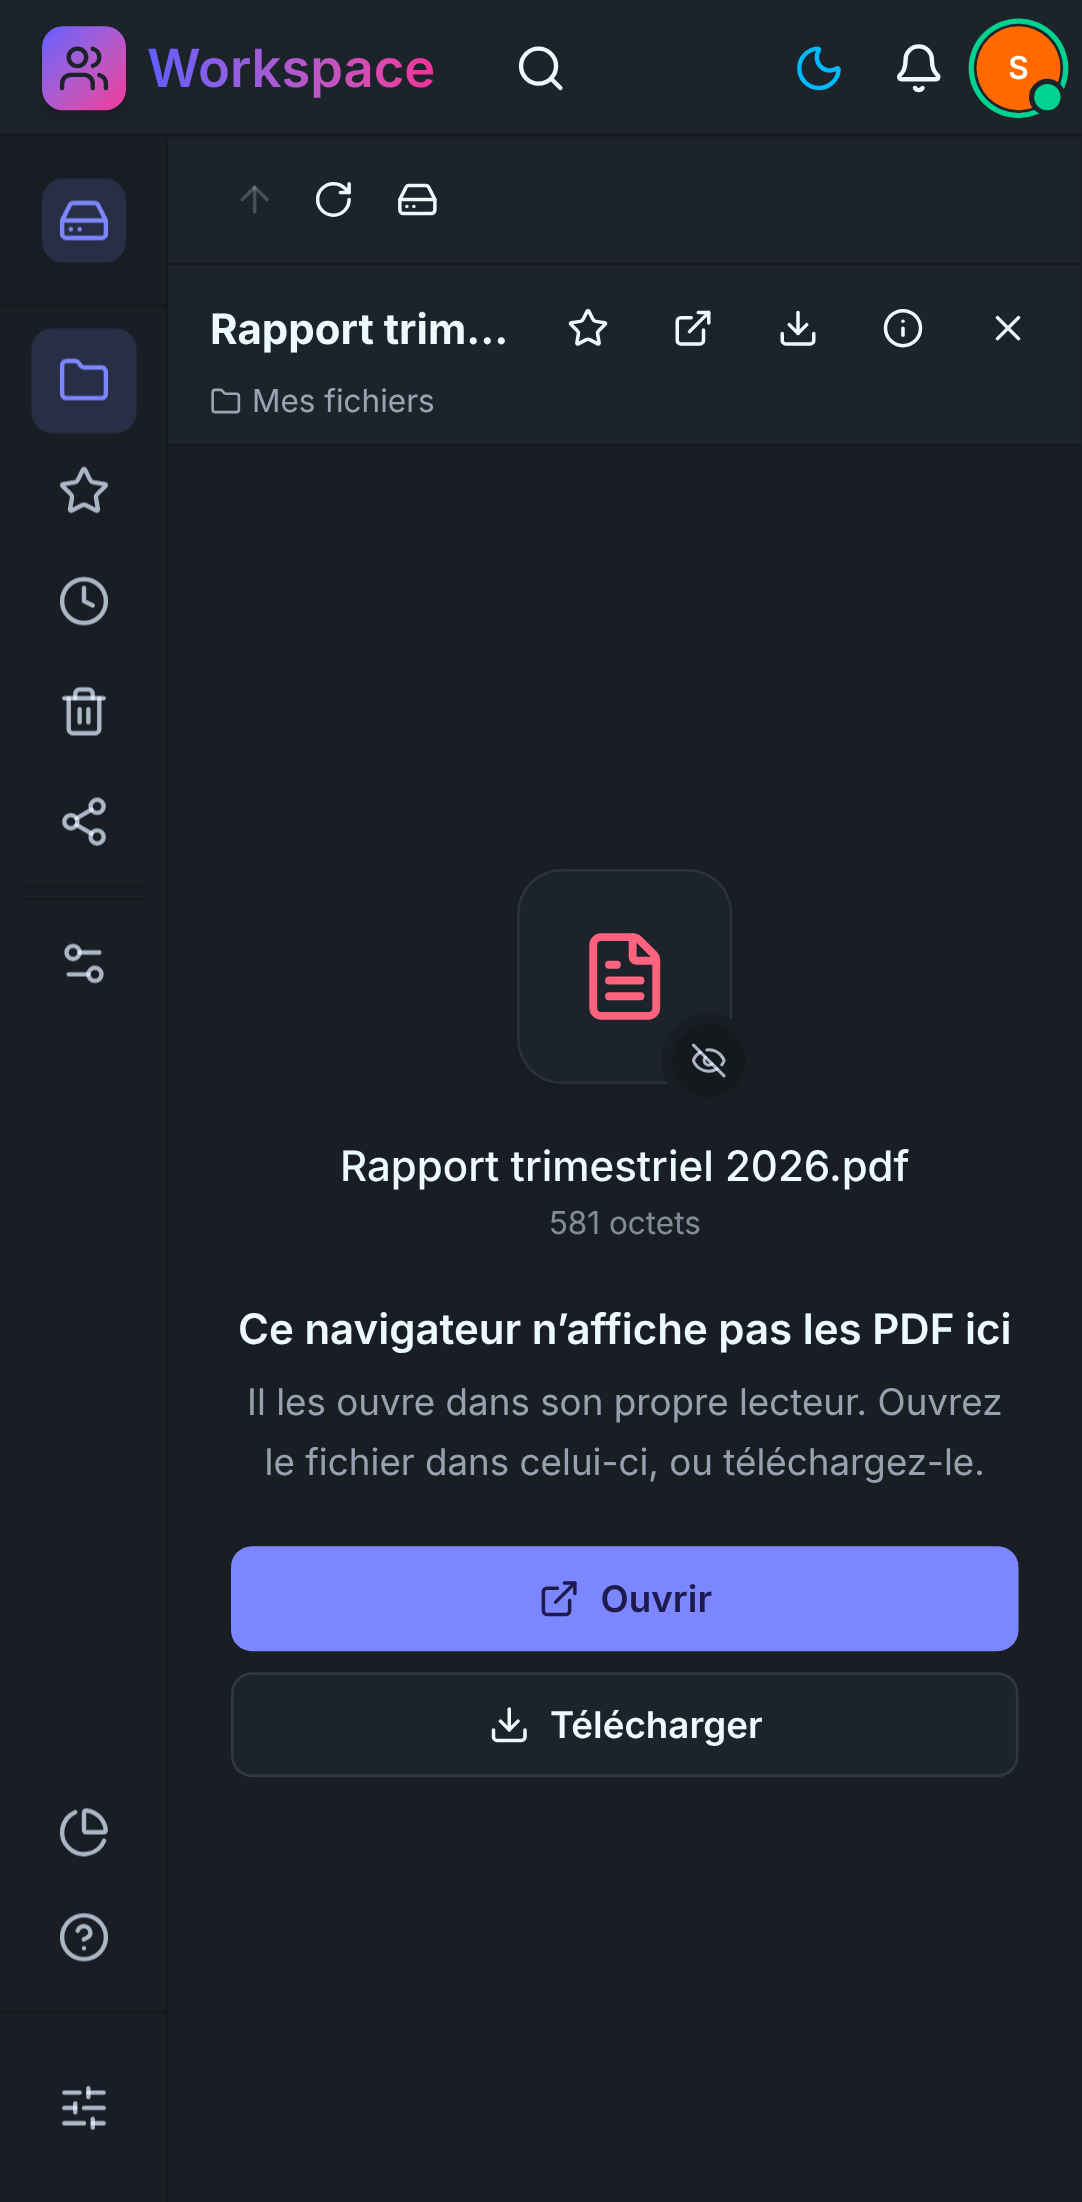 Workspace
S
Rapport trim...
Mes fichiers
Rapport trimestriel 2026.pdf
581 octets
Ce navigateur n’affiche pas les PDF ici
Il les ouvre dans son propre lecteur. Ouvrez
le fichier dans celui-ci, ou téléchargez-le.
Ouvrir
Télécharger